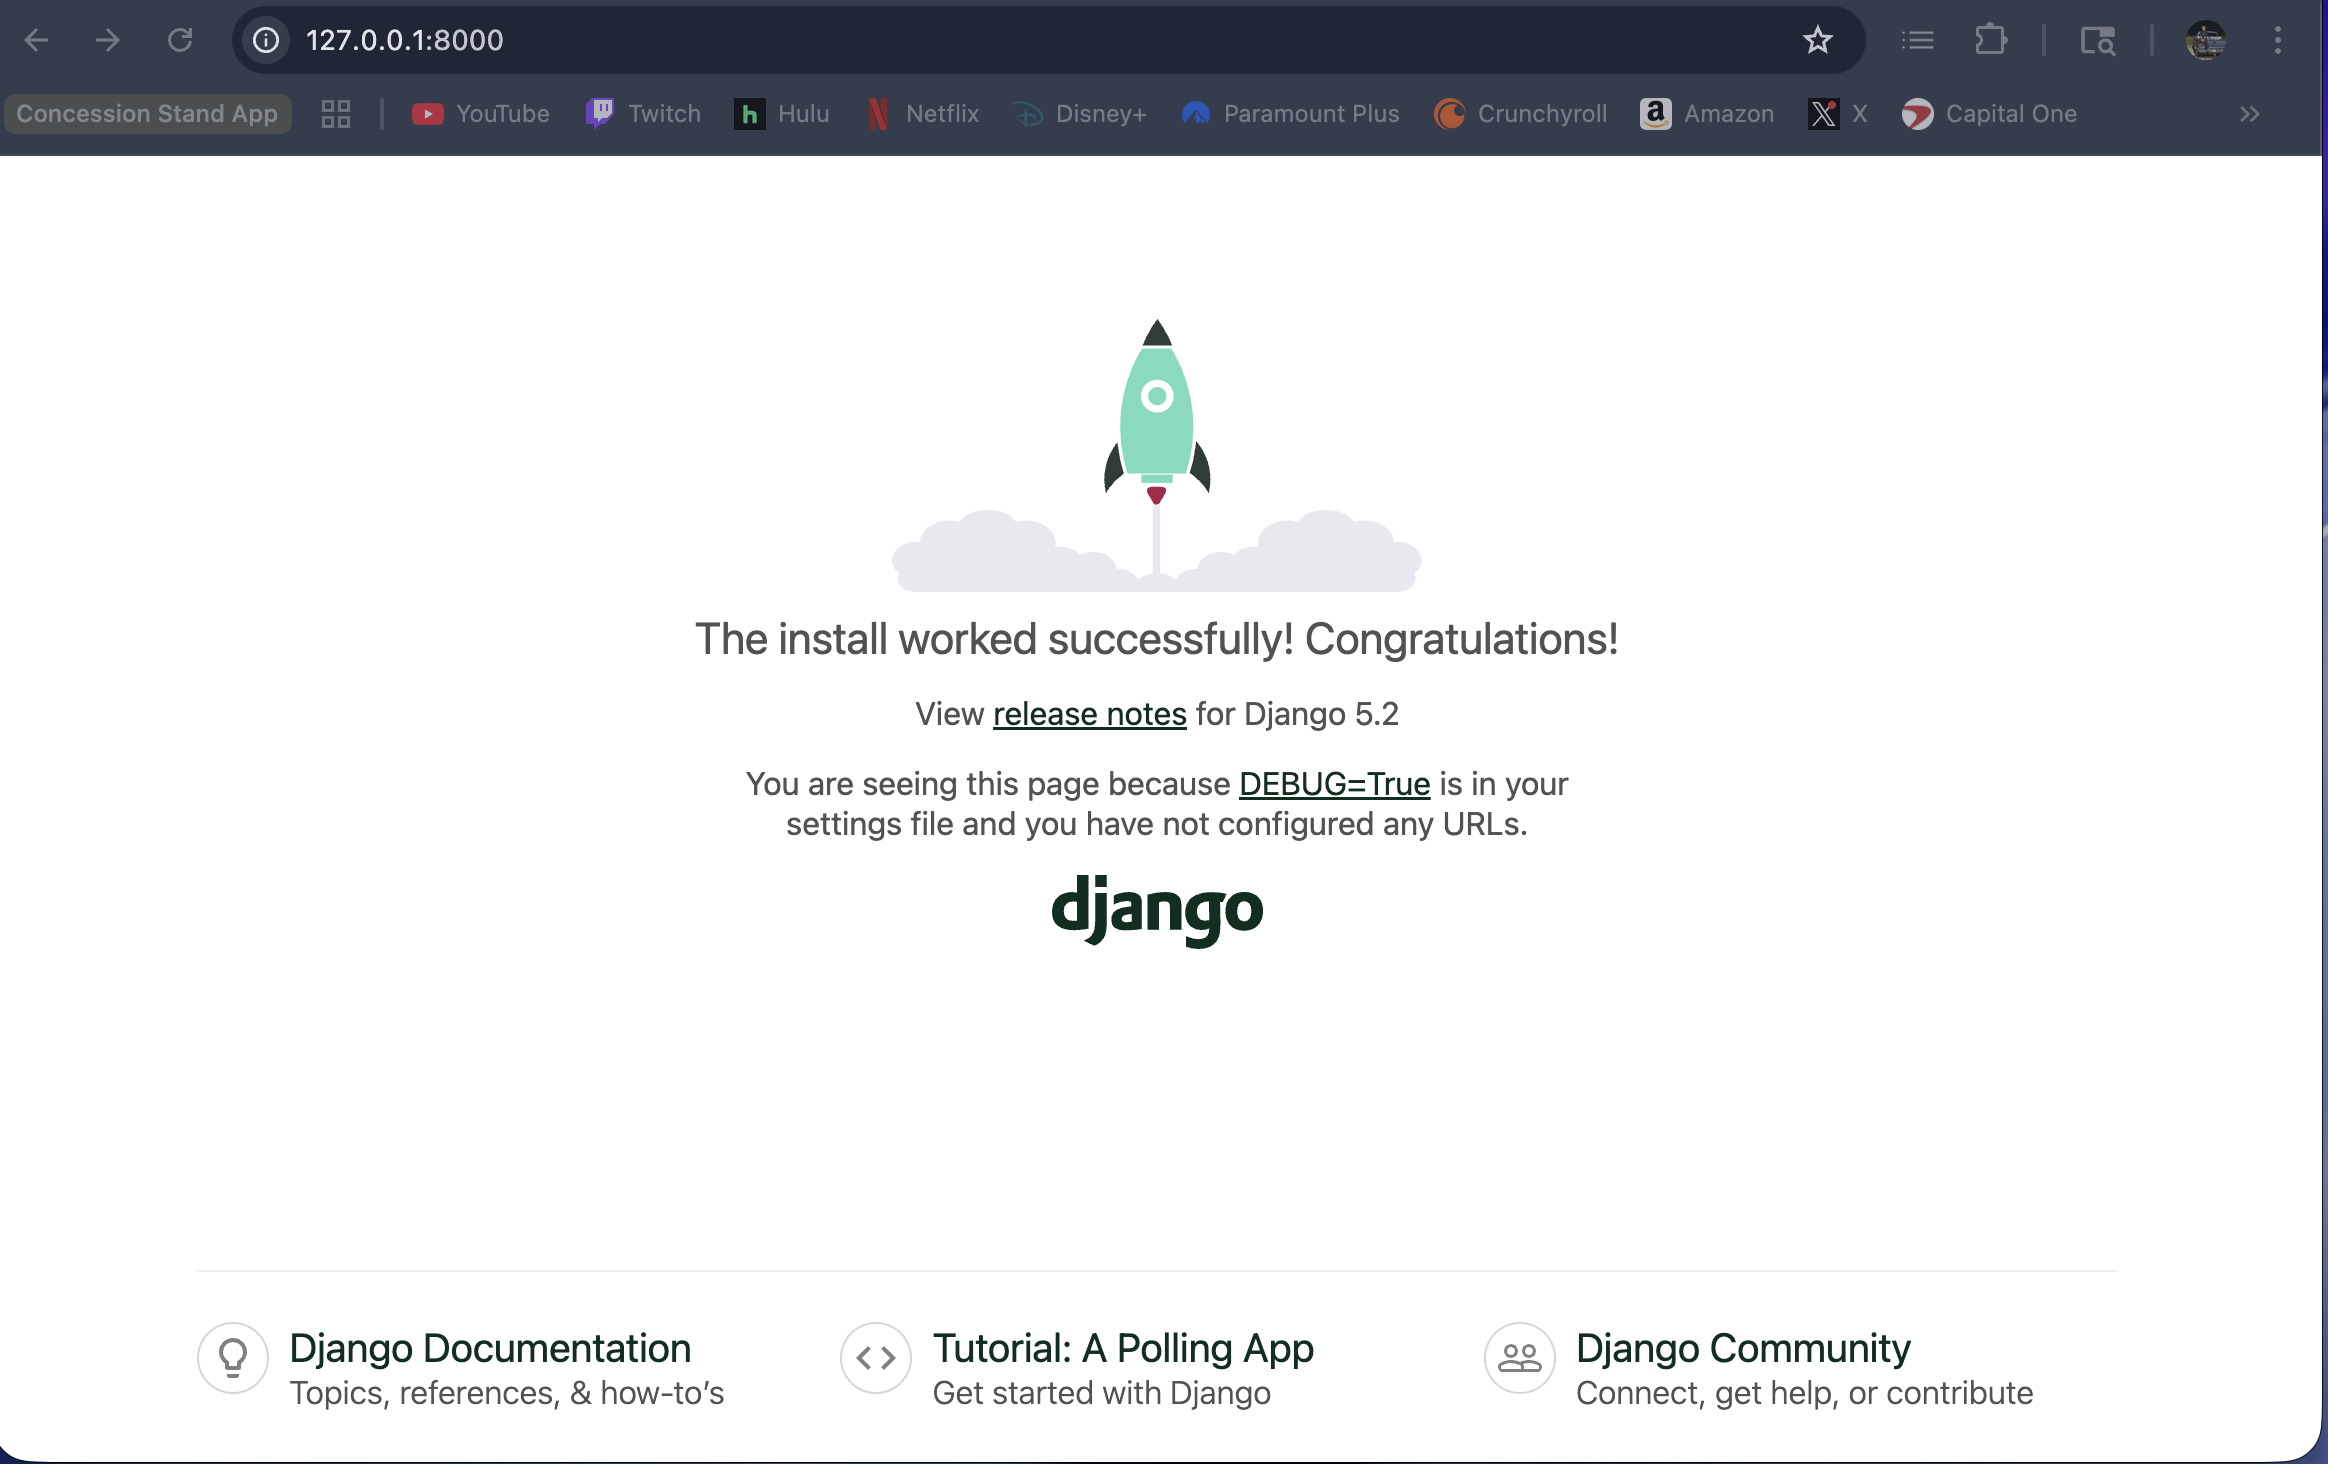 127.0.0.1:8000
Concession Stand App
YouTube
Twitch
h
Hulu
N
Netflix
Disney+
Paramount Plus
Crunchyroll
a
Amazon
X
X
Capital One
The install worked successfully! Congratulations!
View release notes for Django 5.2
You are seeing this page because DEBUG=True is in your
settings file and you have not configured any URLs.
django
Django Documentation
Topics, references, & how-to’s
Tutorial: A Polling App
Get started with Django
Django Community
Connect, get help, or contribute